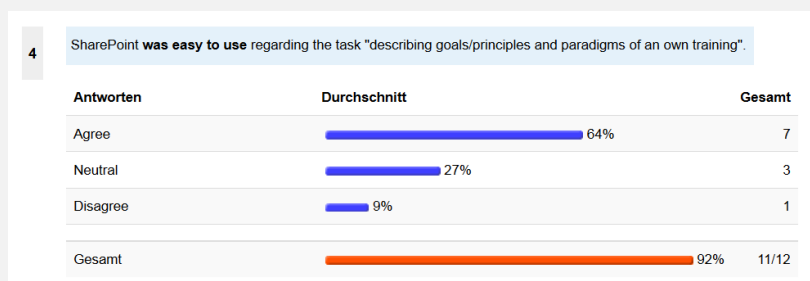 4
SharePoint was easy to use regarding the task "describing goals/principles and paradigms of an own training".
Antworten Durchschnitt Gesamt
Agree 64% 7
Neutral 27% 3
Disagree 9% 1
Gesamt 92% 11/12